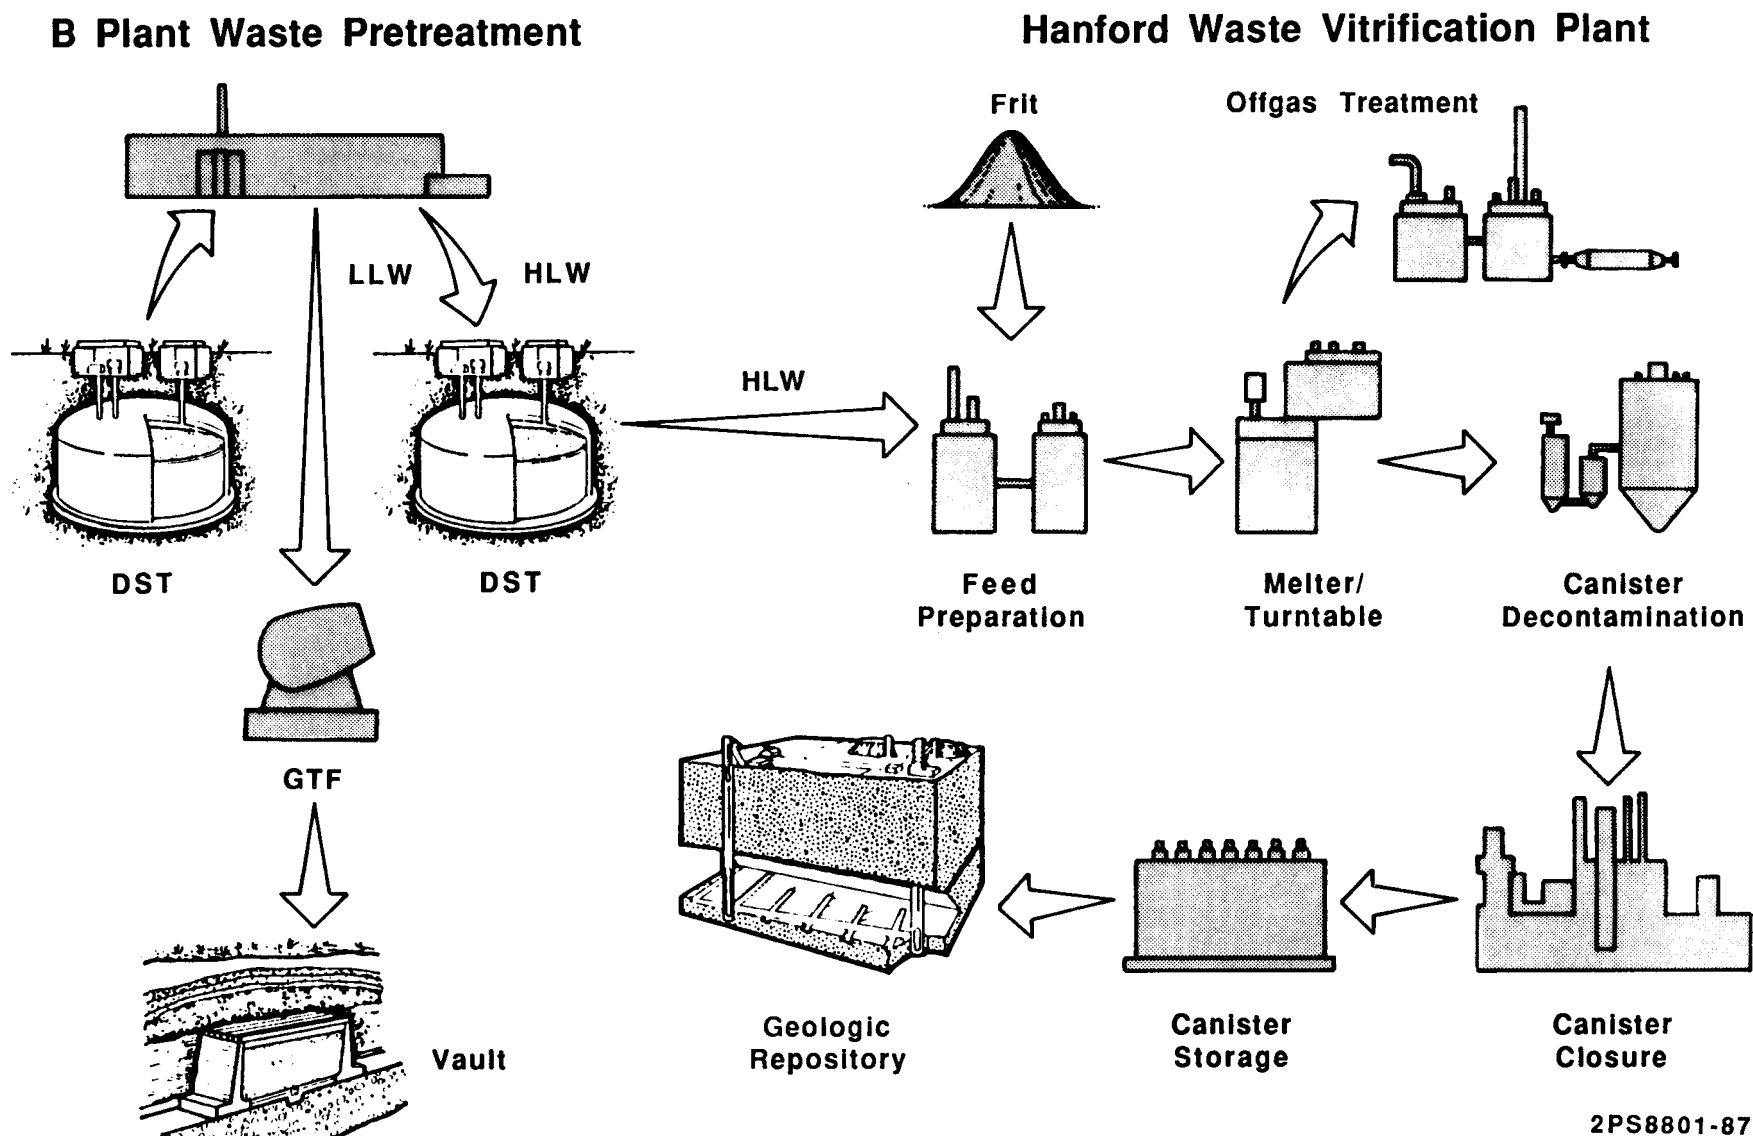 B Plant Waste Pretreatment
Hanford Waste Vitrification Plant
Frit
Offgas Treatment
LLW
HLW
HLW
DST
DST
Feed
Preparation
Melter/
Turntable
Canister
Decontamination
GTF
Vault
Geologic
Repository
Canister
Storage
Canister
Closure
2PS8801-87